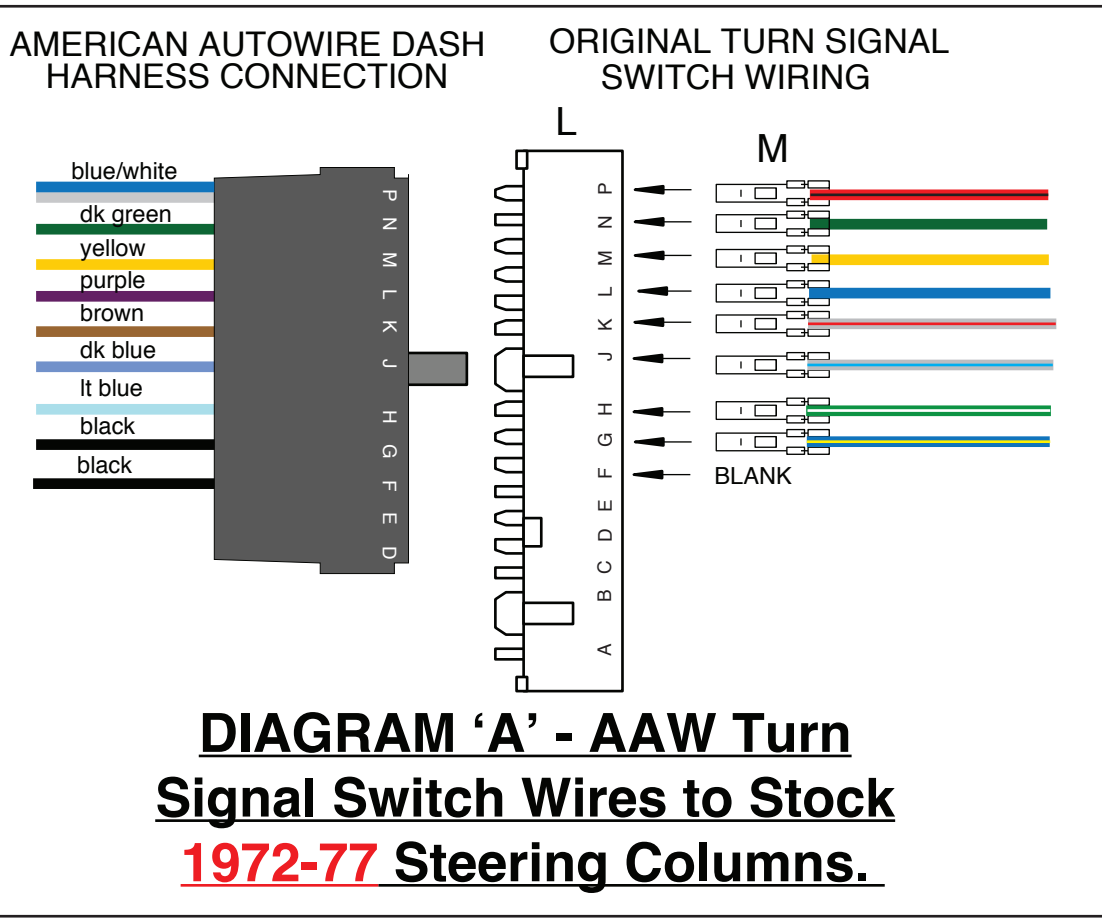 AMERICAN AUTOWIRE DASH
HARNESS CONNECTION
ORIGINAL TURN SIGNAL
SWITCH WIRING
L
M
blue/white
dk green
yellow
purple
brown
dk blue
lt blue
black
black
P
N
M
L
K
J
H
G
F
E
D
P
N
M
L
K
J
H
G
F
E
D
C
B
A
BLANK
DIAGRAM ‘A’ - AAW Turn
Signal Switch Wires to Stock
1972-77 Steering Columns.